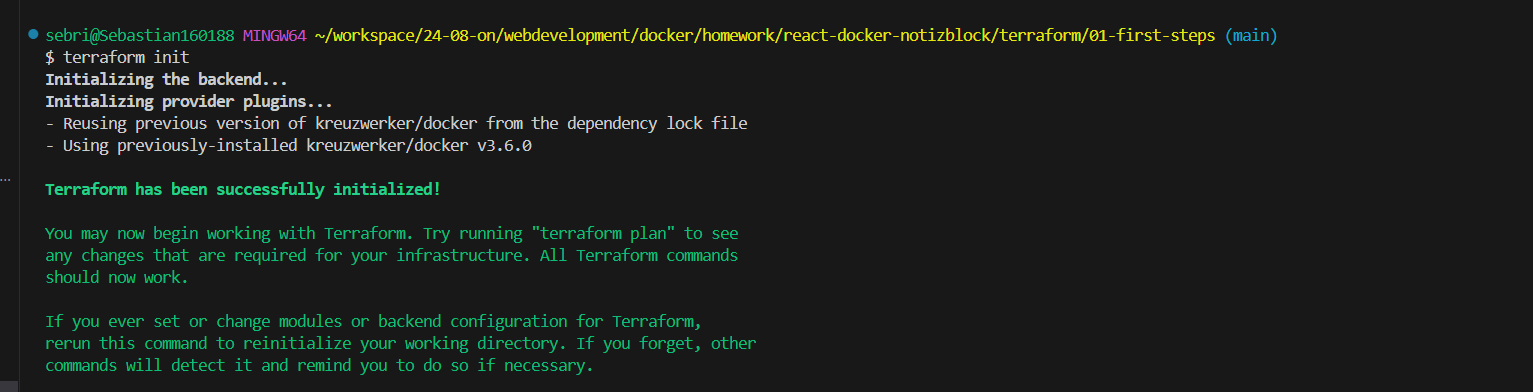 sebri@Sebastian160188 MINGW64 ~/workspace/24-08-on/webdevelopment/docker/homework/react-docker-notizblock/terraform/01-first-steps (main)
$ terraform init
Initializing the backend...
Initializing provider plugins...
- Reusing previous version of kreuzwerker/docker from the dependency lock file
- Using previously-installed kreuzwerker/docker v3.6.0
Terraform has been successfully initialized!
You may now begin working with Terraform. Try running "terraform plan" to see
any changes that are required for your infrastructure. All Terraform commands
should now work.
If you ever set or change modules or backend configuration for Terraform,
rerun this command to reinitialize your working directory. If you forget, other
commands will detect it and remind you to do so if necessary.